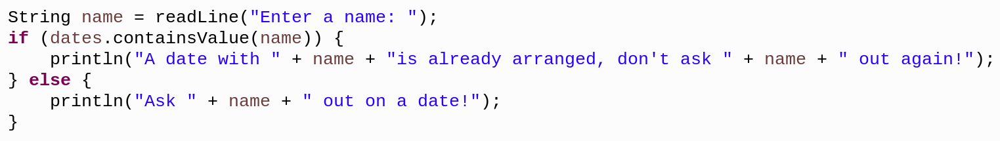 String name = readLine("Enter a name: ");
if (dates.containsValue(name)) {
    println("A date with " + name + "is already arranged, don't ask " + name + " out again!");
} else {
    println("Ask " + name + " out on a date!");
}